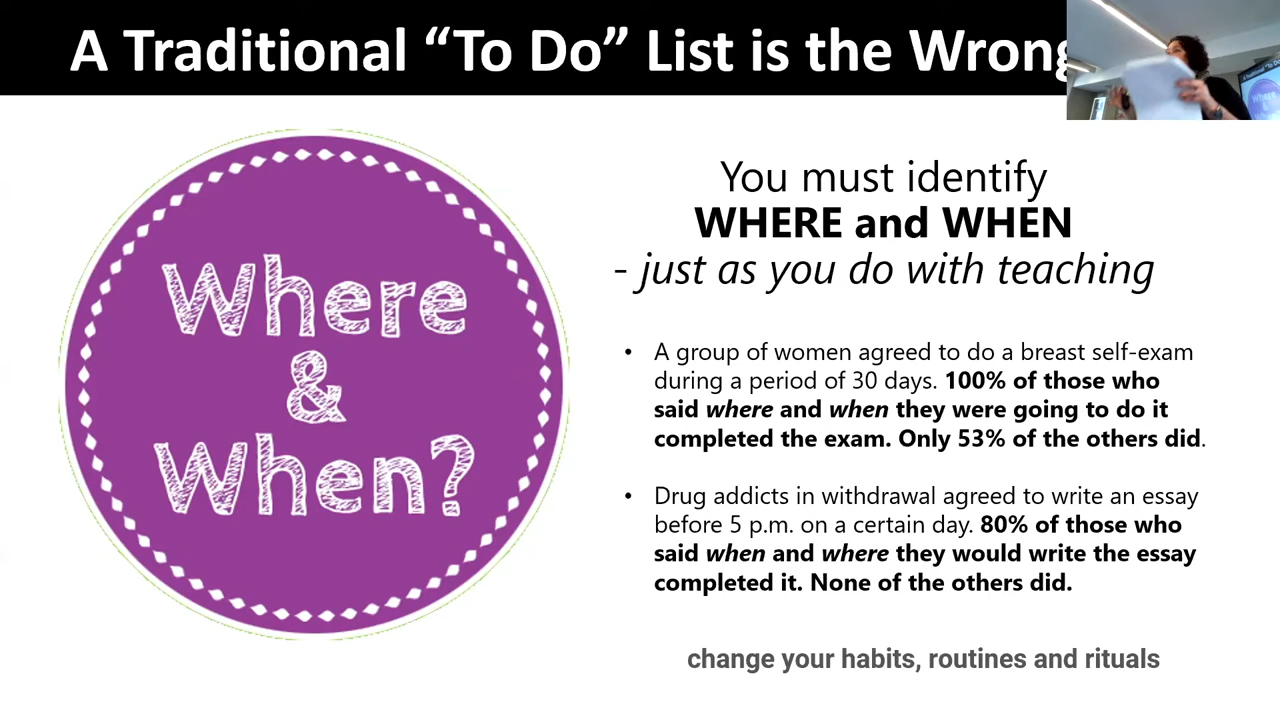 A Traditional “To Do” List is the Wrong
Where
&
When?
You must identify
WHERE and WHEN
- just as you do with teaching
• A group of women agreed to do a breast self-exam
during a period of 30 days. 100% of those who
said where and when they were going to do it
completed the exam. Only 53% of the others did.
• Drug addicts in withdrawal agreed to write an essay
before 5 p.m. on a certain day. 80% of those who
said when and where they would write the essay
completed it. None of the others did.
change your habits, routines and rituals